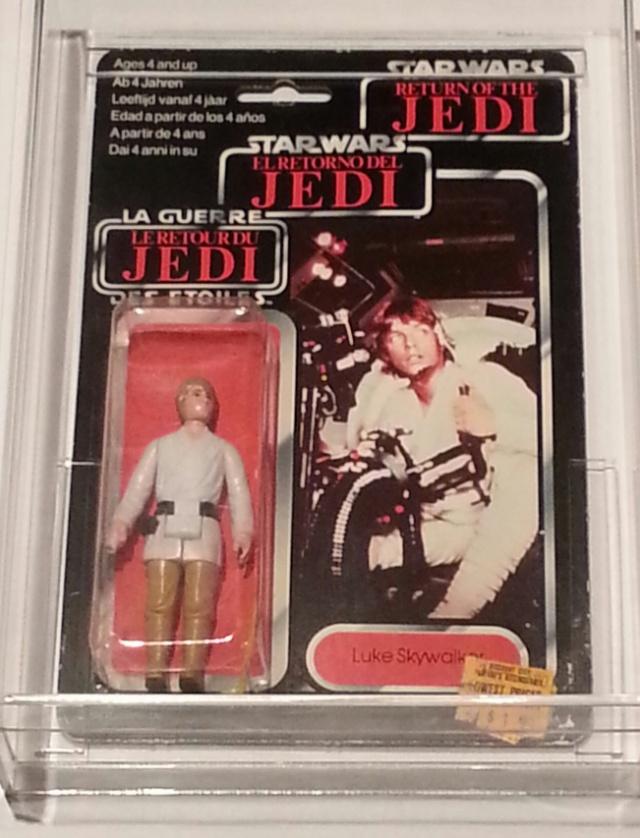 Ages 4 and up
Ab 4 Jahren
Leeftijd vanaf 4 jaar
Edad a partir de los 4 años
A partir de 4 ans
Dai 4 anni in su
STAR WARS
RETURN OF THE
JEDI
STAR WARS
EL RETORNO DEL
JEDI
LA GUERRE
LE RETOUR DU
JEDI
DES ETOILES
Luke Skywalker